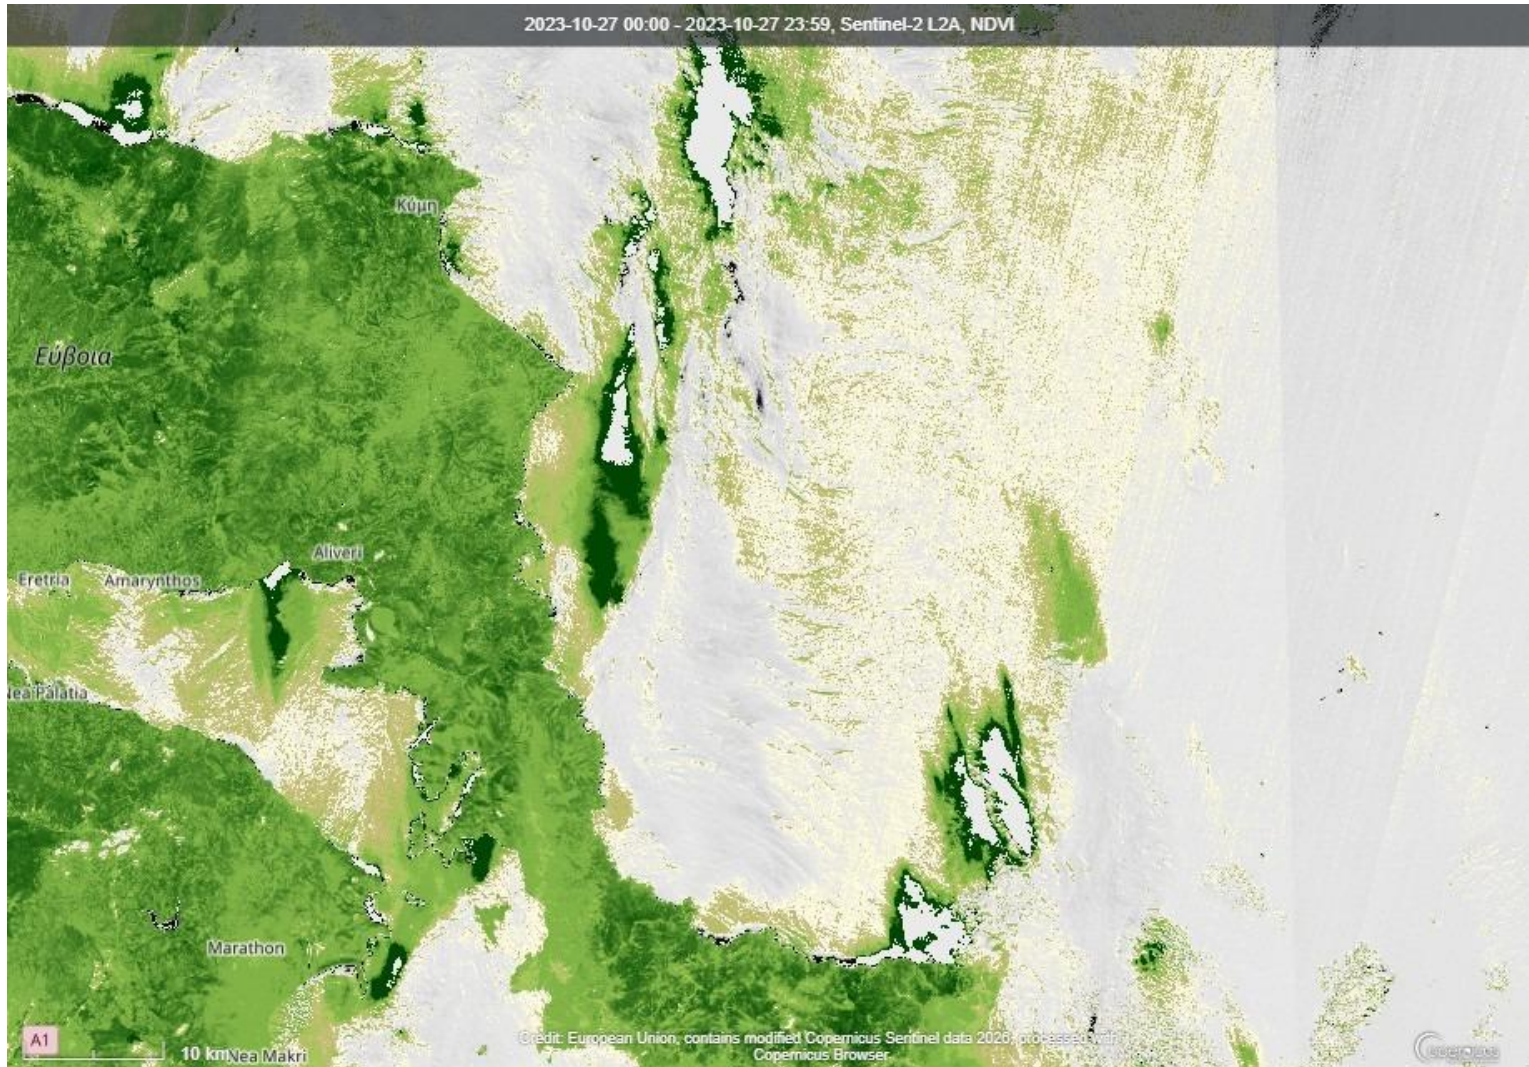 2023-10-27 00:00 - 2023-10-27 23:59, Sentinel-2 L2A, NDVI
Κύμη
Εύβοια
Aliveri
Eretria
Amarynthos
Nea Palatia
Marathon
A1
10 km
Nea Makri
Credit: European Union, contains modified Copernicus Sentinel data 2026, processed with
Copernicus Browser